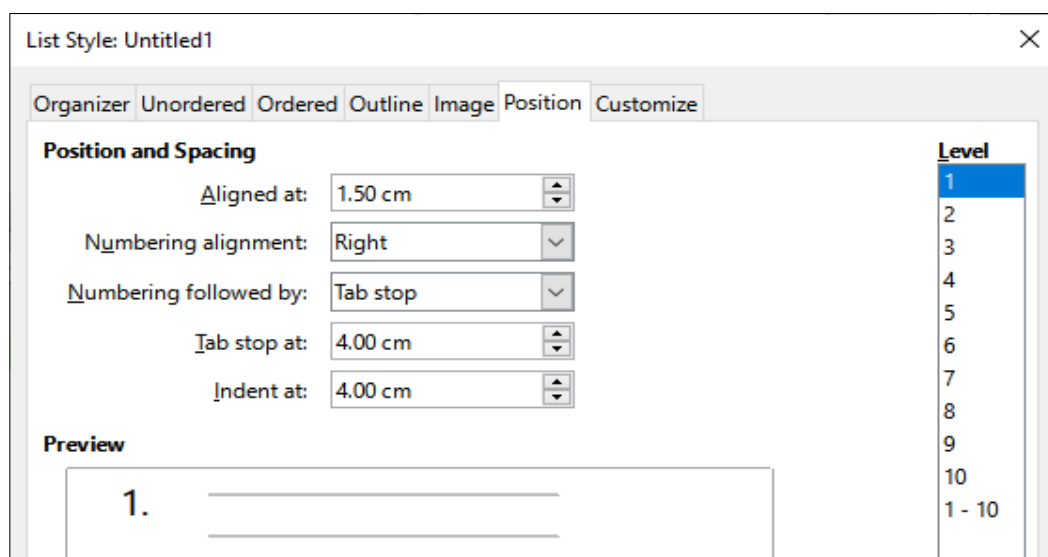 List Style: Untitled1
Organizer Unordered Ordered Outline Image Position Customize
Position and Spacing
Aligned at: 1.50 cm
Numbering alignment: Right
Numbering followed by: Tab stop
Tab stop at: 4.00 cm
Indent at: 4.00 cm
Preview
1.
Level
1
2
3
4
5
6
7
8
9
10
1 - 10